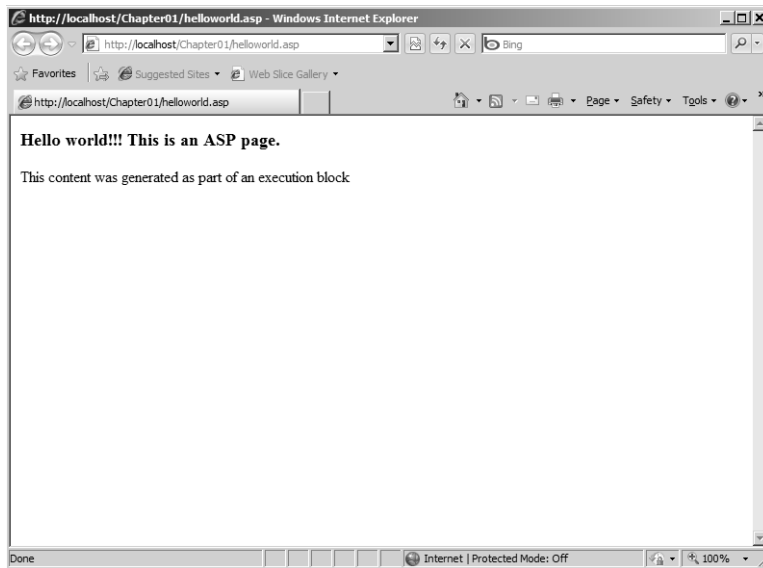 http://localhost/Chapter01/helloworld.asp - Windows Internet Explorer
http://localhost/Chapter01/helloworld.asp
Bing
Favorites Suggested Sites Web Slice Gallery
http://localhost/Chapter01/helloworld.asp
Page Safety Tools
Hello world!!! This is an ASP page.
This content was generated as part of an execution block
Done
Internet | Protected Mode: Off
100%